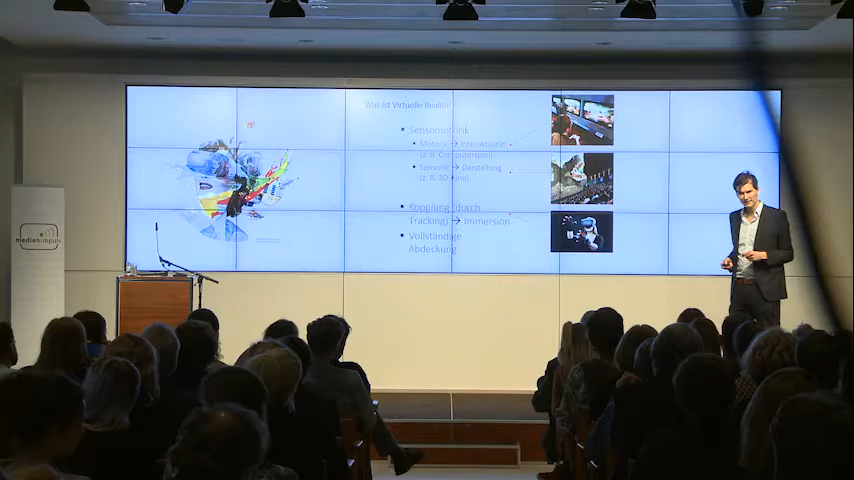 Was ist Virtuelle Realität?
▪ Sensomotorik
▪ Motorik → Interaktivität
(z. B. Computerspiel)
▪ Sensorik → Darstellung
(z. B. 3D-Kino)
▪ Kopplung (durch
Tracking) → Immersion
▪ Vollständige
Abdeckung
medienimpuls